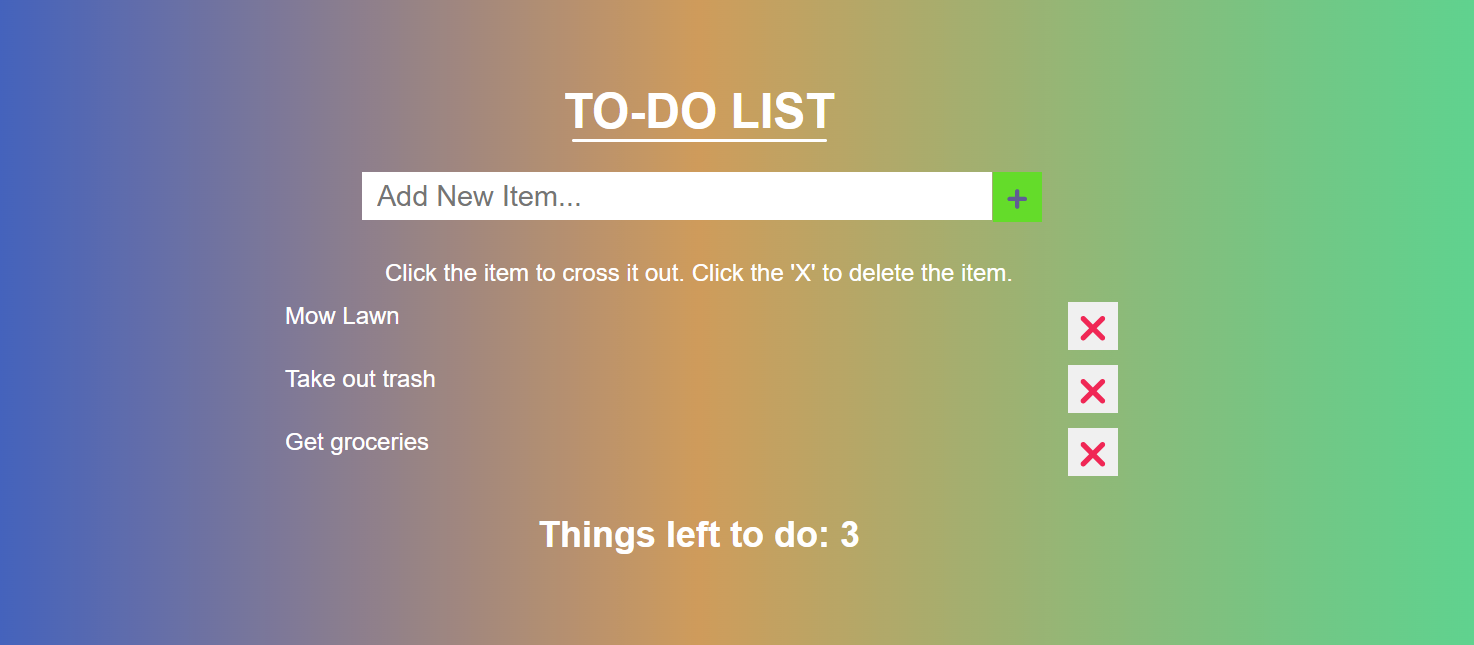 TO-DO LIST
Add New Item...
+
Click the item to cross it out. Click the 'X' to delete the item.
Mow Lawn
Take out trash
Get groceries
Things left to do: 3